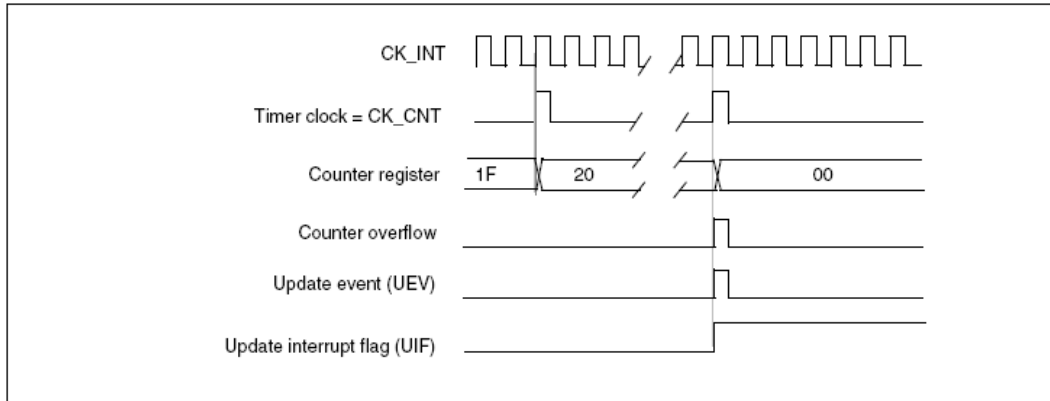 CK_INT
Timer clock = CK_CNT
Counter register 1F 20 00
Counter overflow
Update event (UEV)
Update interrupt flag (UIF)